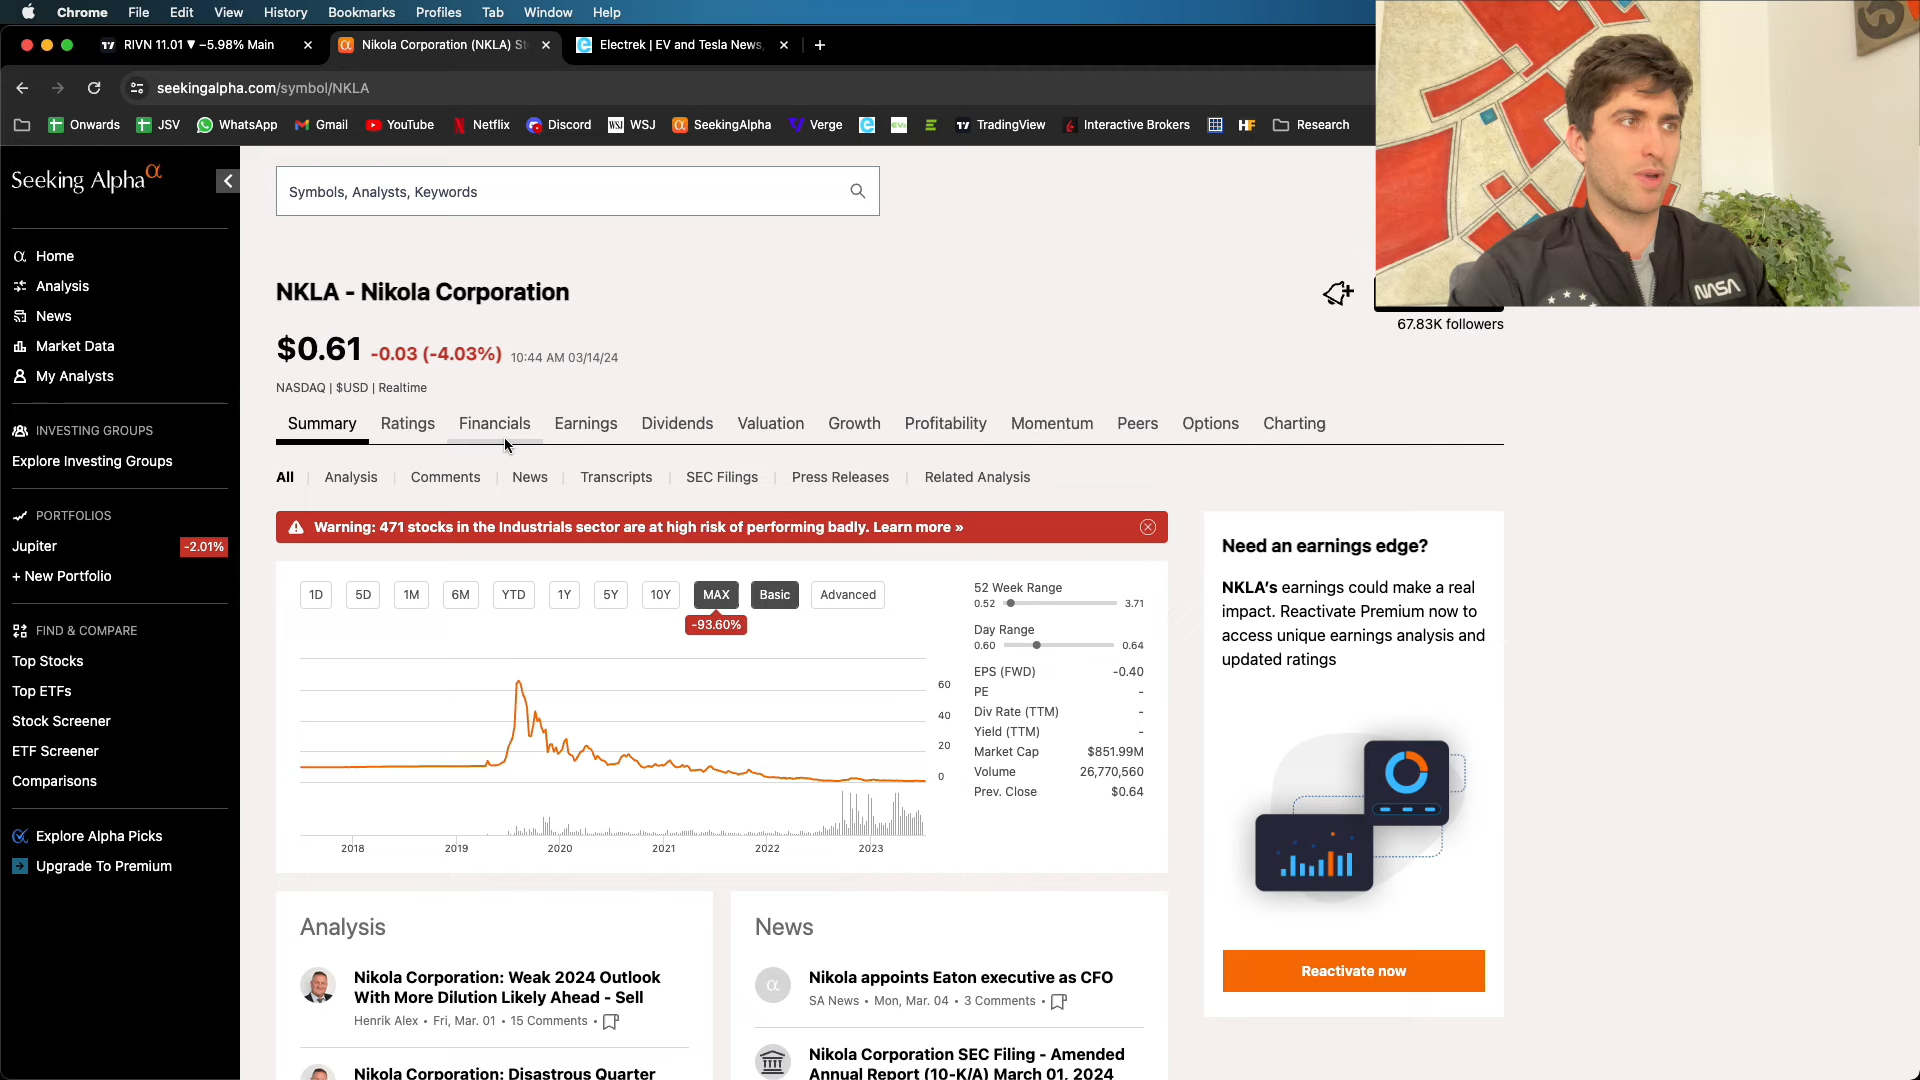 Chrome File Edit View History Bookmarks Profiles Tab Window Help
RIVN 11.01 ▼ −5.98% Main
Nikola Corporation (NKLA) St
Electrek | EV and Tesla News,
seekingalpha.com/symbol/NKLA
Onwards JSV WhatsApp Gmail YouTube Netflix Discord WSJ SeekingAlpha Verge TradingView Interactive Brokers HF Research
NASA
Seeking Alpha α
Home
Analysis
News
Market Data
My Analysts
INVESTING GROUPS
Explore Investing Groups
PORTFOLIOS
Jupiter -2.01%
+ New Portfolio
FIND & COMPARE
Top Stocks
Top ETFs
Stock Screener
ETF Screener
Comparisons
Explore Alpha Picks
Upgrade To Premium
Symbols, Analysts, Keywords
NKLA - Nikola Corporation
67.83K followers
$0.61 -0.03 (-4.03%) 10:44 AM 03/14/24
NASDAQ | $USD | Realtime
Summary Ratings Financials Earnings Dividends Valuation Growth Profitability Momentum Peers Options Charting
All | Analysis | Comments | News | Transcripts | SEC Filings | Press Releases | Related Analysis
Warning: 471 stocks in the Industrials sector are at high risk of performing badly. Learn more »
1D 5D 1M 6M YTD 1Y 5Y 10Y MAX Basic Advanced
-93.60%
60
40
20
0
2018 2019 2020 2021 2022 2023
52 Week Range
0.52 3.71
Day Range
0.60 0.64
EPS (FWD) -0.40
PE -
Div Rate (TTM) -
Yield (TTM) -
Market Cap $851.99M
Volume 26,770,560
Prev. Close $0.64
Need an earnings edge?
NKLA's earnings could make a real
impact. Reactivate Premium now to
access unique earnings analysis and
updated ratings
Reactivate now
Analysis
Nikola Corporation: Weak 2024 Outlook
With More Dilution Likely Ahead - Sell
Henrik Alex • Fri, Mar. 01 • 15 Comments •
Nikola Corporation: Disastrous Quarter
News
Nikola appoints Eaton executive as CFO
SA News • Mon, Mar. 04 • 3 Comments •
Nikola Corporation SEC Filing - Amended
Annual Report (10-K/A) March 01, 2024